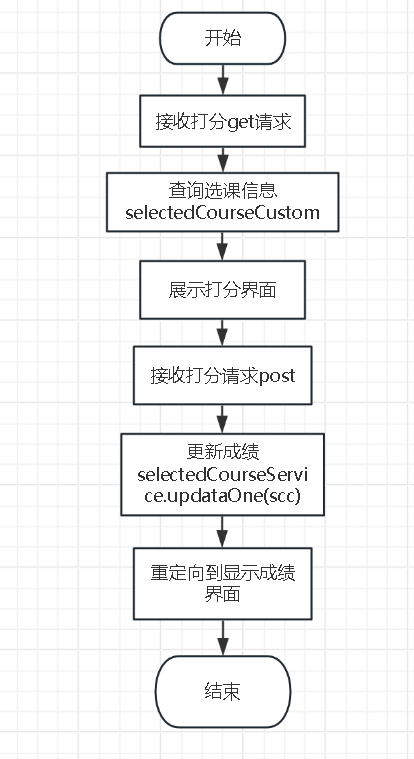 开始
接收打分get请求
查询选课信息
selectedCourseCustom
展示打分界面
接收打分请求post
更新成绩
selectedCourseServi
ce.updataOne(scc)
重定向到显示成绩
界面
结束